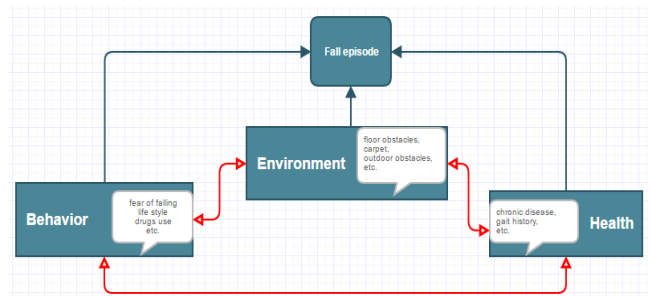 Fall episode
Environment
floor obstacles,
carpet,
outdoor obstacles,
etc.
Behavior
fear of falling
life style
drugs use
etc.
chronic disease,
gait history,
etc.
Health